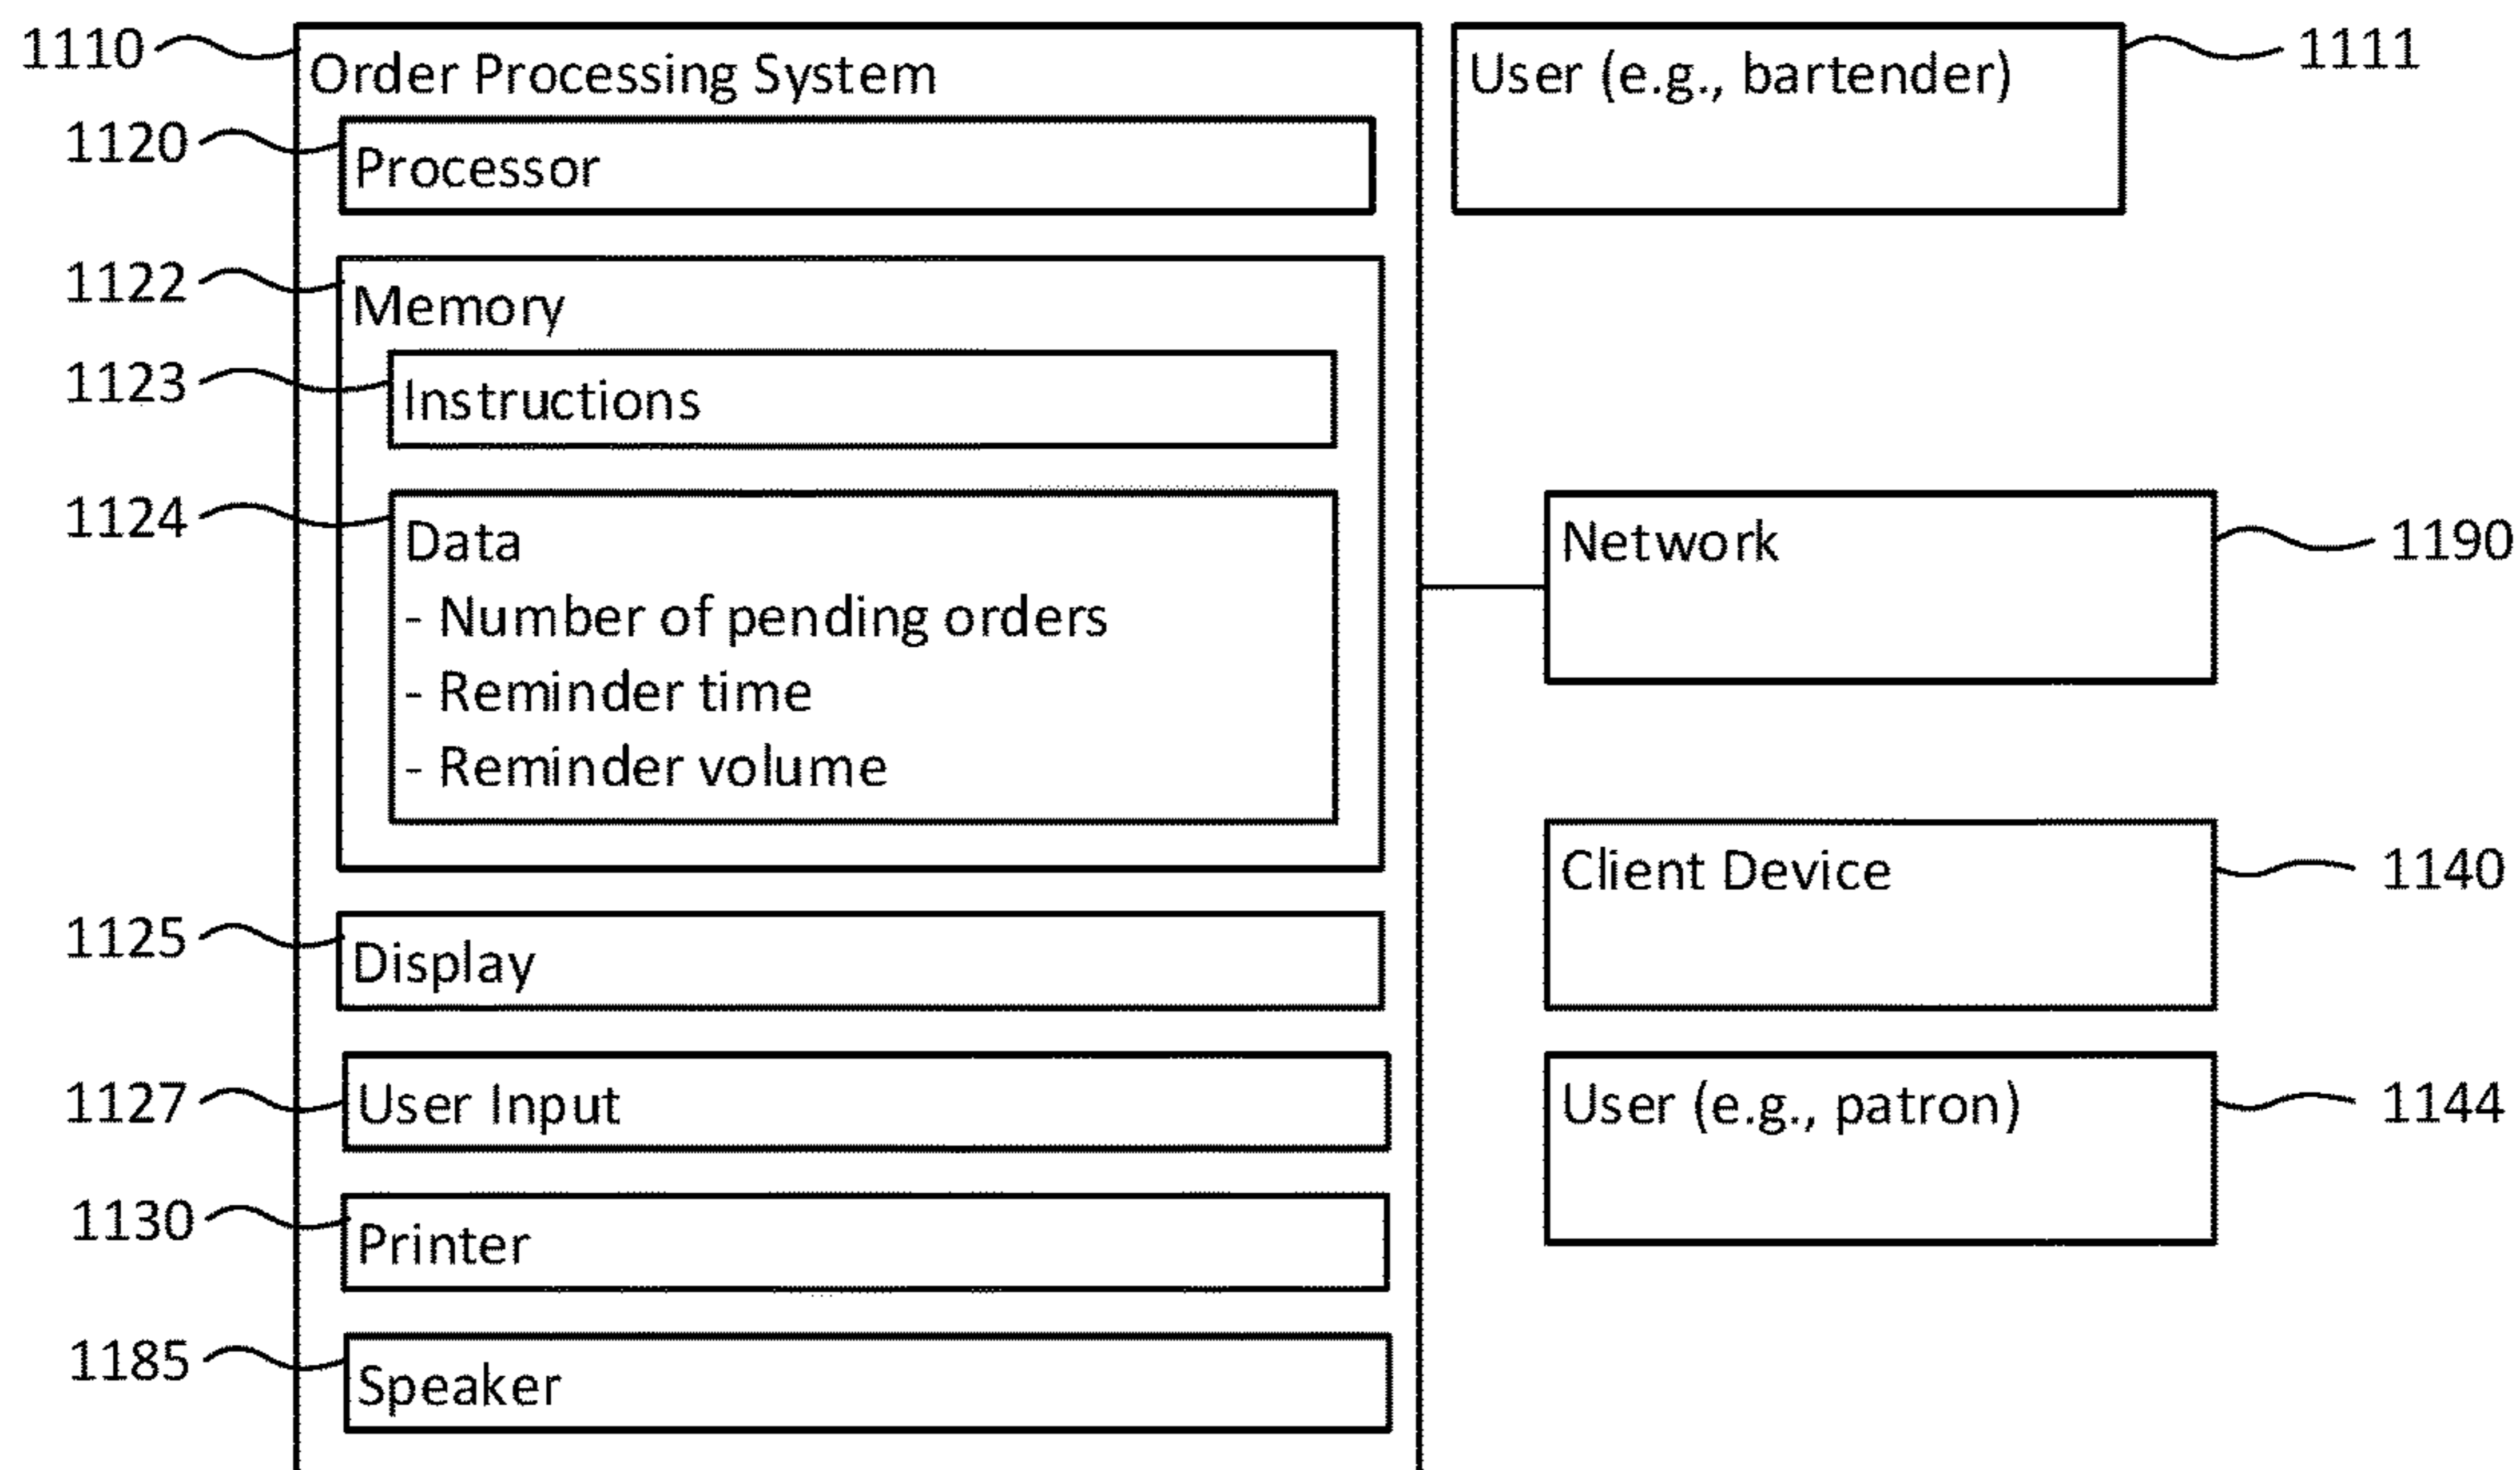 1110
Order Processing System
1120
Processor
1122
Memory
1123
Instructions
1124
Data
- Number of pending orders
- Reminder time
- Reminder volume
1125
Display
1127
User Input
1130
Printer
1185
Speaker
User (e.g., bartender)
1111
Network
1190
Client Device
1140
User (e.g., patron)
1144